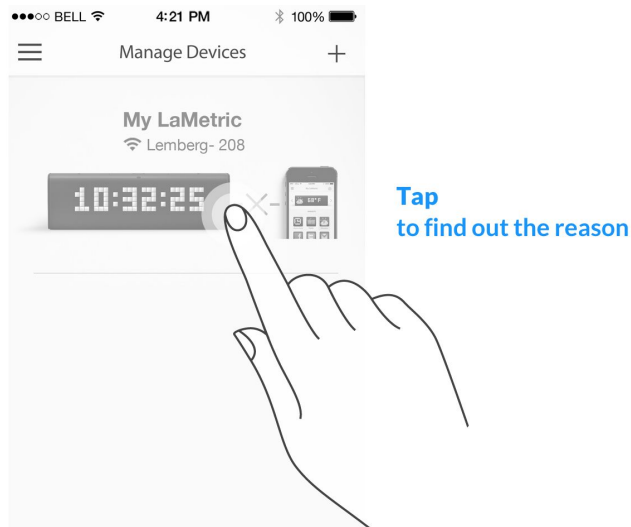 BELL 4:21 PM 100%
Manage Devices
My LaMetric
Lemberg- 208
10:32:25
68°F
Tap
to find out the reason